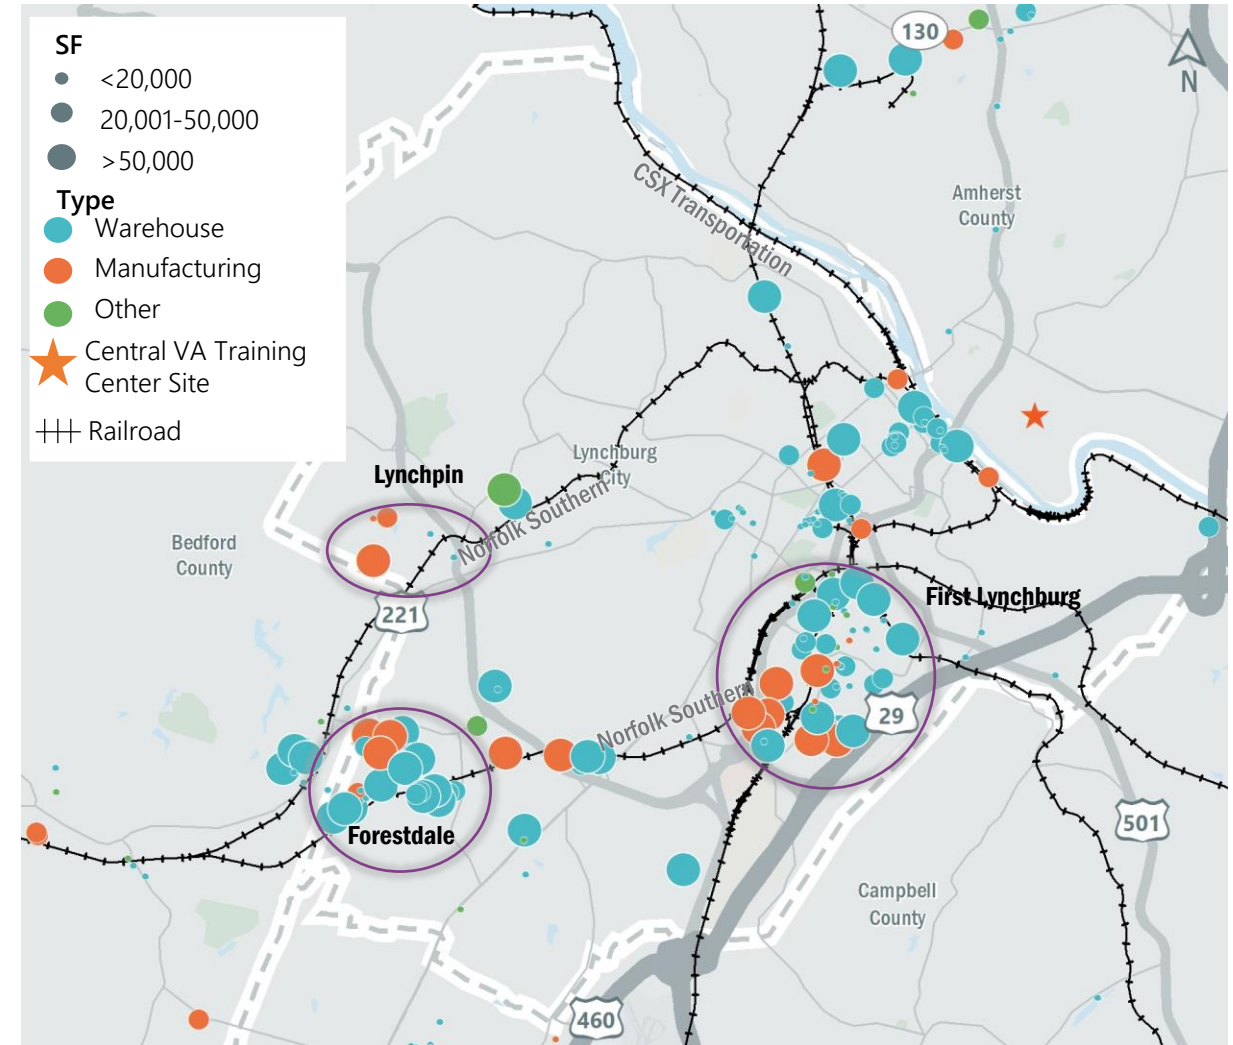 SF
<20,000
20,001-50,000
>50,000
Type
Warehouse
Manufacturing
Other
Central VA Training
Center Site
Railroad
130
N
CSX Transportation
Amherst
County
Lynchburg
City
Lynchpin
Norfolk Southern
Bedford
County
221
First Lynchburg
Norfolk Southern
29
Forestdale
501
Campbell
County
460